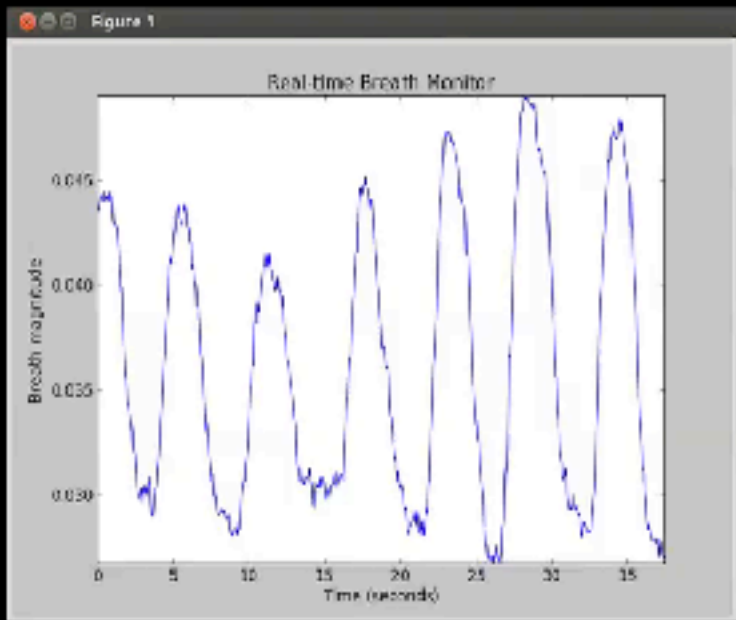 Figure 1
Real-time Breath Monitor
0.045
0.040
0.035
0.030
Breath magnitude
0 5 10 15 20 25 30 35
Time (seconds)